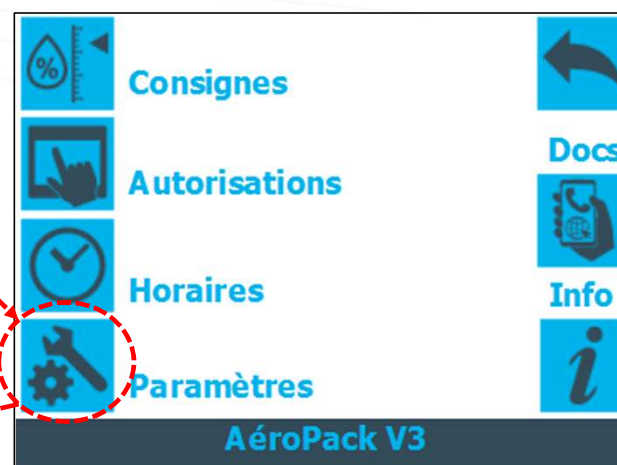 %
Consignes
Docs
Autorisations
Horaires
Info
i
Paramètres
AéroPack V3